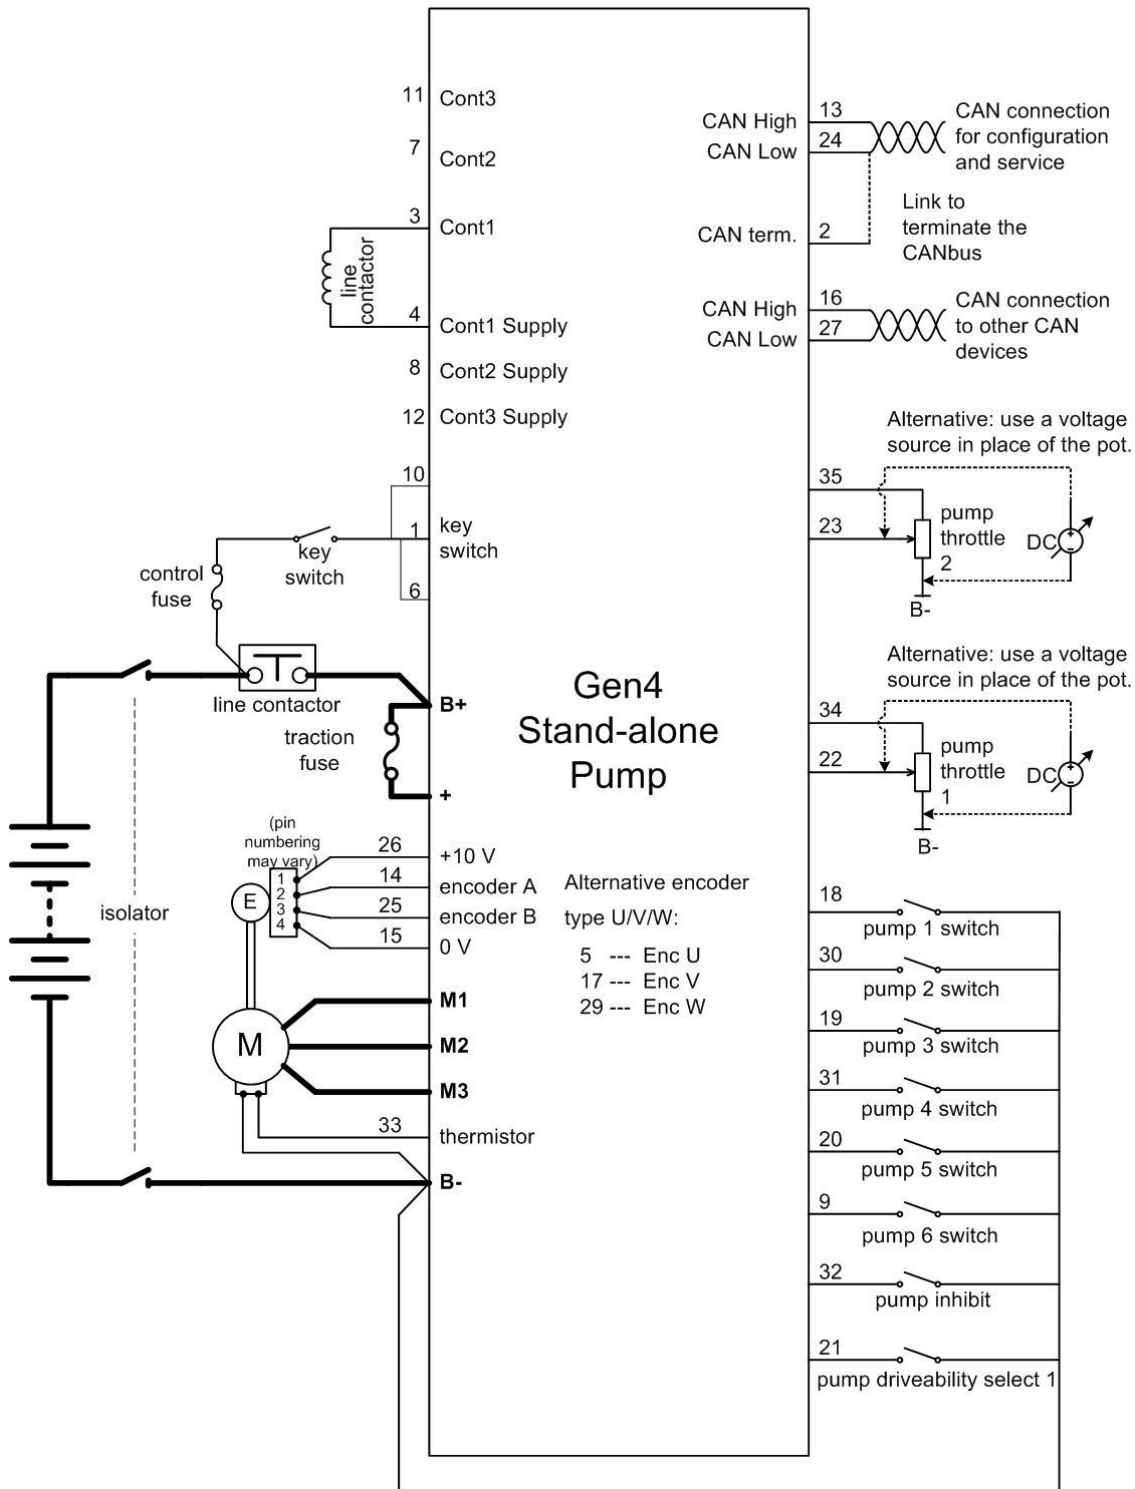 11 Cont3
7 Cont2
3 Cont1
line
contactor
4 Cont1 Supply
8 Cont2 Supply
12 Cont3 Supply
10
1 key
switch
6
key
switch
control
fuse
line contactor
B+
traction
fuse
+
(pin
numbering
may vary)
1
2
3
4
E
26 +10 V
14 encoder A
25 encoder B
15 0 V
isolator
M
M1
M2
M3
33 thermistor
B-
Gen4
Stand-alone
Pump
Alternative encoder
type U/V/W:
5 --- Enc U
17 --- Enc V
29 --- Enc W
CAN High 13
CAN Low 24
CAN connection
for configuration
and service
CAN term. 2
Link to
terminate the
CANbus
CAN High 16
CAN Low 27
CAN connection
to other CAN
devices
Alternative: use a voltage
source in place of the pot.
35
23
pump
throttle
2
DC
+
-
B-
Alternative: use a voltage
source in place of the pot.
34
22
pump
throttle
1
DC
+
-
B-
18
pump 1 switch
30
pump 2 switch
19
pump 3 switch
31
pump 4 switch
20
pump 5 switch
9
pump 6 switch
32
pump inhibit
21
pump driveability select 1